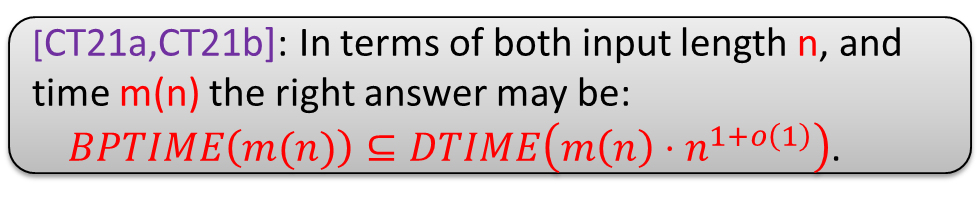 [CT21a,CT21b]: In terms of both input length n, and
time m(n) the right answer may be:
BPTIME(m(n)) ⊆ DTIME(m(n) · n^{1+o(1)}).